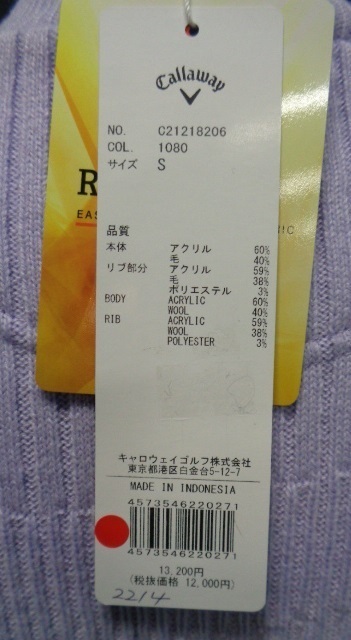 Callaway
NO. C21218206
COL. 1080
サイズ S
R
EAS
NIC
品質
本体 アクリル 60%
毛 40%
リブ部分 アクリル 59%
毛 38%
ポリエステル 3%
BODY ACRYLIC 60%
WOOL 40%
RIB ACRYLIC 59%
WOOL 38%
POLYESTER 3%
キャロウェイゴルフ株式会社
東京都港区白金台5-12-7
MADE IN INDONESIA
4573546220271
4573546220271
13,200円
(税抜価格 12,000円)
2214